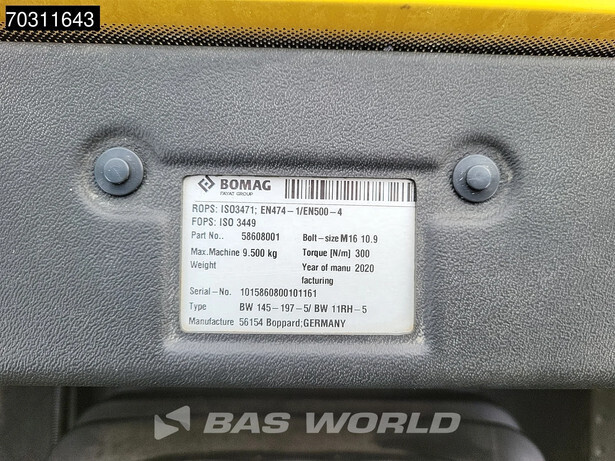 70311643
BOMAG
FAYAT GROUP
ROPS: ISO3471; EN474-1/EN500-4
FOPS: ISO 3449
Part No.. 58608001 Bolt-size M16 10.9
Max. Machine 9.500 kg Torque [N/m] 300
Weight Year of manu 2020
facturing
Serial-No. 1015860800101161
Type BW 145-197-5/ BW 11RH-5
Manufacture 56154 Boppard;GERMANY
BAS WORLD